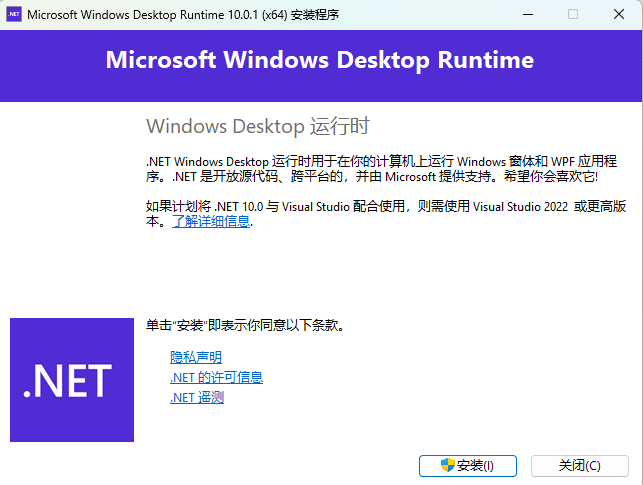 .NET
Microsoft Windows Desktop Runtime 10.0.1 (x64) 安装程序
Microsoft Windows Desktop Runtime
Windows Desktop 运行时
.NET Windows Desktop 运行时用于在你的计算机上运行 Windows 窗体和 WPF 应用程
序。.NET 是开放源代码、跨平台的，并由 Microsoft 提供支持。希望你会喜欢它!
如果计划将 .NET 10.0 与 Visual Studio 配合使用，则需使用 Visual Studio 2022 或更高版
本。了解详细信息.
单击"安装"即表示你同意以下条款。
隐私声明
.NET 的许可信息
.NET 遥测
.NET
安装(I)
关闭(C)